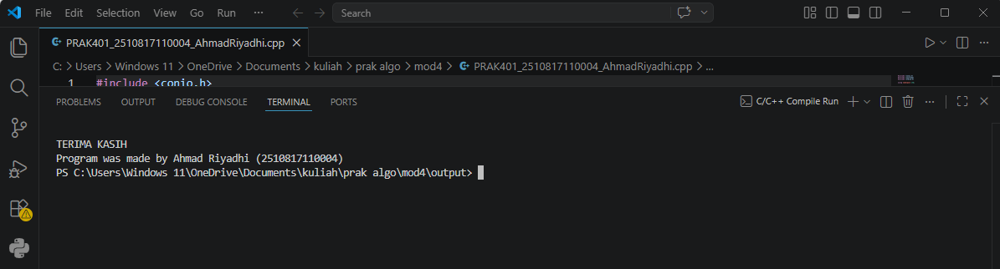 File Edit Selection View Go Run ··· Search
PRAK401_2510817110004_AhmadRiyadhi.cpp
C: > Users > Windows 11 > OneDrive > Documents > kuliah > prak algo > mod4 > PRAK401_2510817110004_AhmadRiyadhi.cpp > ...
1 #include <conio.h>
PROBLEMS OUTPUT DEBUG CONSOLE TERMINAL PORTS C/C++ Compile Run
TERIMA KASIH
Program was made by Ahmad Riyadhi (2510817110004)
PS C:\Users\Windows 11\OneDrive\Documents\kuliah\prak algo\mod4\output>